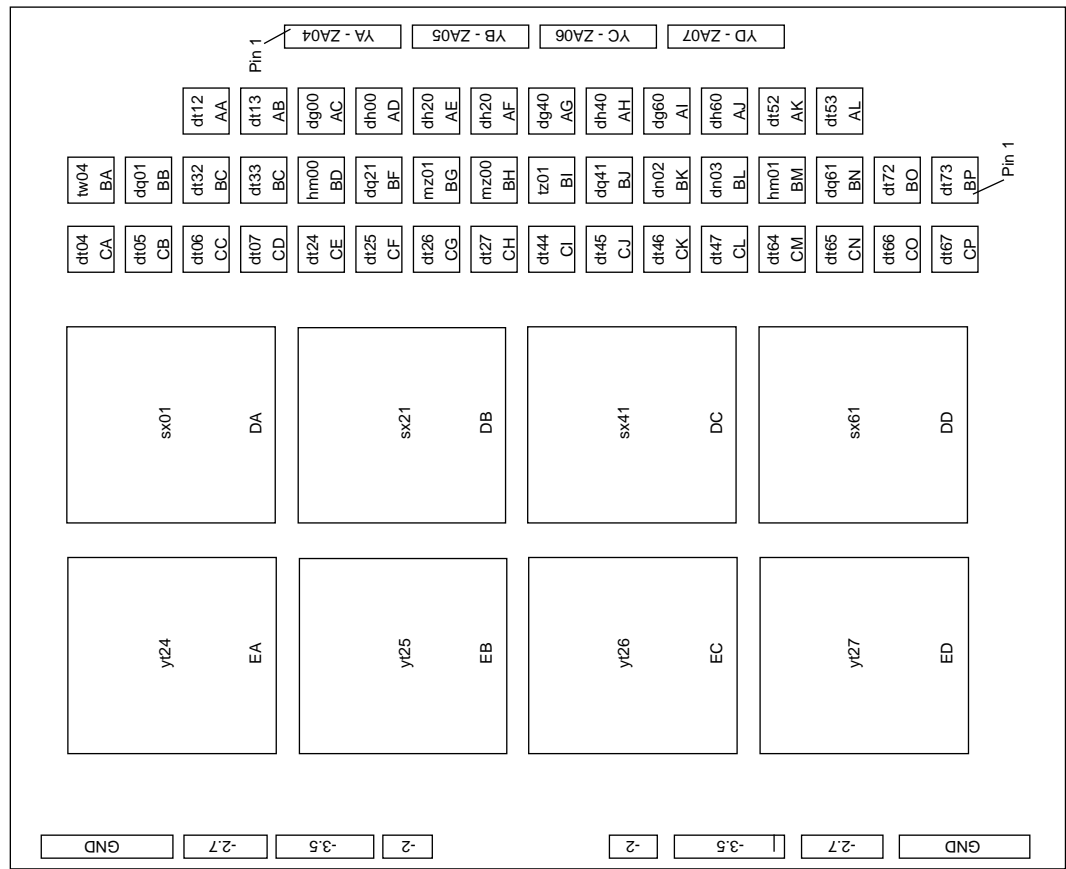 Pin 1
YA - ZA04
YB - ZA05
YC - ZA06
YD - ZA07
dt12
AA
dt13
AB
dg00
AC
dh00
AD
dh20
AE
dh20
AF
dg40
AG
dh40
AH
dg60
AI
dh60
AJ
dt52
AK
dt53
AL
tw04
BA
dq01
BB
dt32
BC
dt33
BC
hm00
BD
dq21
BF
mz01
BG
mz00
BH
tz01
BI
dq41
BJ
dn02
BK
dn03
BL
hm01
BM
dq61
BN
dt72
BO
dt73
BP
Pin 1
dt04
CA
dt05
CB
dt06
CC
dt07
CD
dt24
CE
dt25
CF
dt26
CG
dt27
CH
dt44
CI
dt45
CJ
dt46
CK
dt47
CL
dt64
CM
dt65
CN
dt66
CO
dt67
CP
sx01
DA
sx21
DB
sx41
DC
sx61
DD
yt24
EA
yt25
EB
yt26
EC
yt27
ED
GND
-2.7
-3.5
-2
-2
-3.5
-2.7
GND